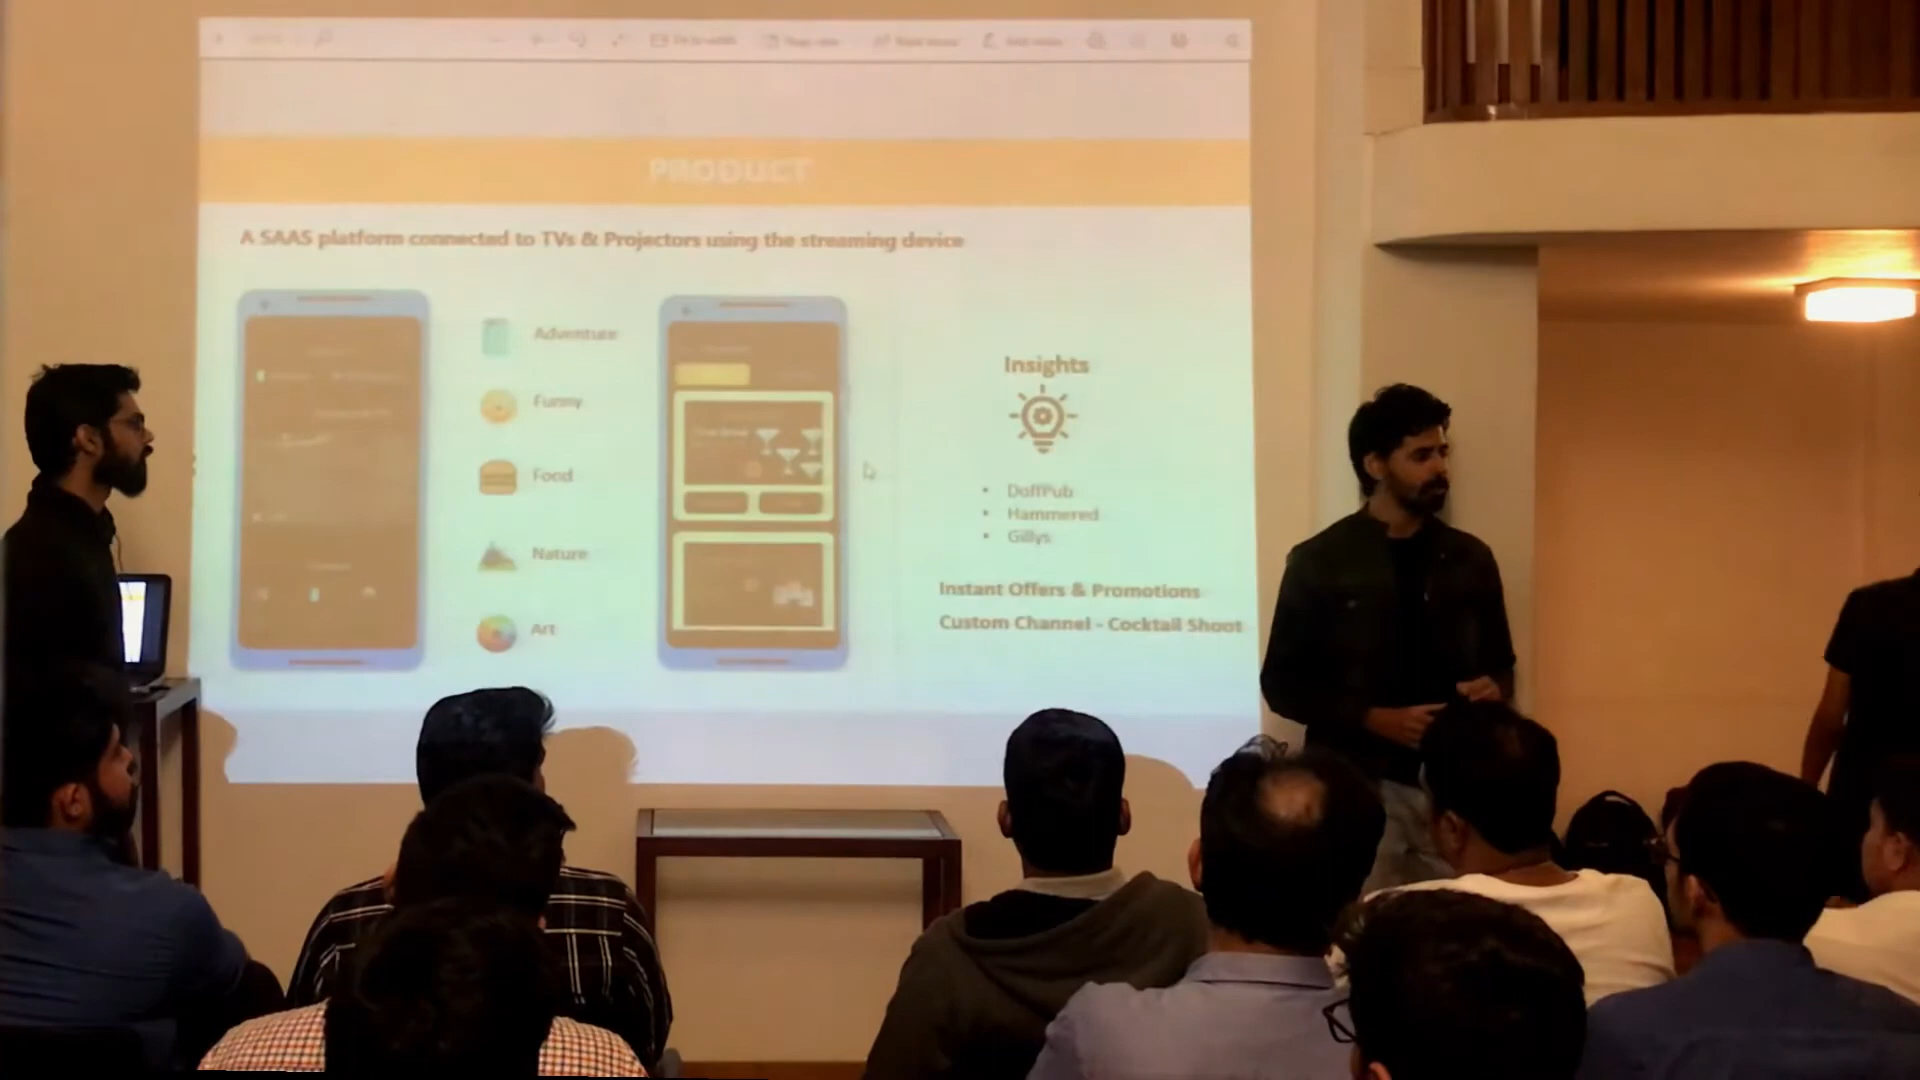 PRODUCT
A SAAS platform connected to TVs & Projectors using the streaming device
Adventure
Funny
Food
Nature
Art
Insights
• DoffPub
• Hammered
• Gillys
Instant Offers & Promotions
Custom Channel - Cocktail Shoot